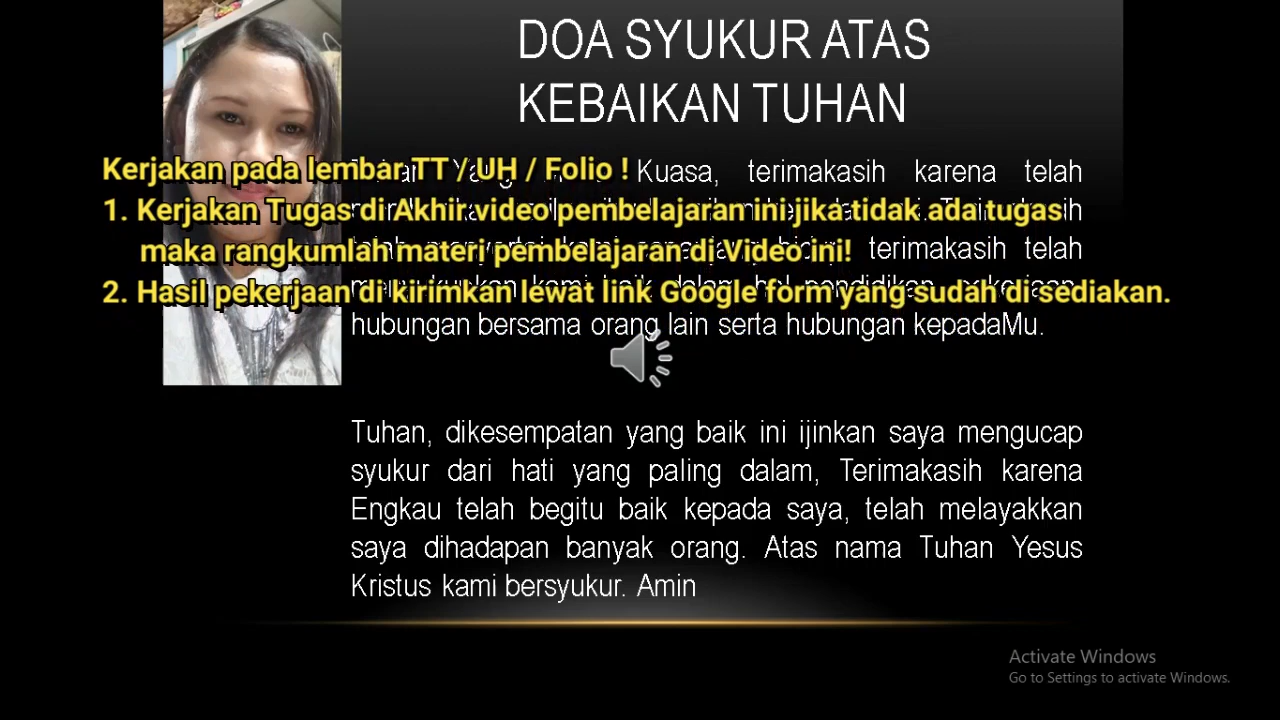 DOA SYUKUR ATAS
KEBAIKAN TUHAN
Kuasa, terimakasih karena telah
Kerjakan pada lembar TT / UH / Folio !
1. Kerjakan Tugas di Akhir video pembelajaran ini jika tidak ada tugas
maka rangkumlah materi pembelajaran di Video ini!
terimakasih telah
2. Hasil pekerjaan di kirimkan lewat link Google form yang sudah di sediakan.
hubungan bersama orang lain serta hubungan kepadaMu.
Tuhan, dikesempatan yang baik ini ijinkan saya mengucap
syukur dari hati yang paling dalam, Terimakasih karena
Engkau telah begitu baik kepada saya, telah melayakkan
saya dihadapan banyak orang. Atas nama Tuhan Yesus
Kristus kami bersyukur. Amin
Activate Windows
Go to Settings to activate Windows.